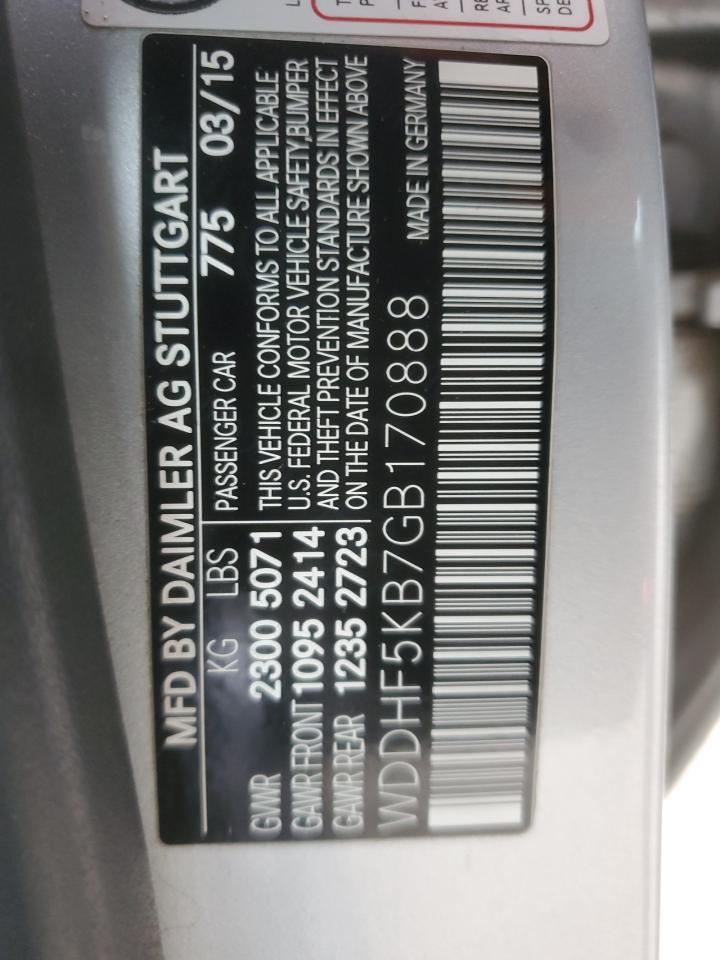 MFD BY DAIMLER AG STUTTGART
KG LBS PASSENGER CAR 775 03/15
GVWR 2300 5071 THIS VEHICLE CONFORMS TO ALL APPLICABLE
GAWR FRONT 1095 2414 U.S. FEDERAL MOTOR VEHICLE SAFETY,BUMPER
AND THEFT PREVENTION STANDARDS IN EFFECT
GAWR REAR 1235 2723 ON THE DATE OF MANUFACTURE SHOWN ABOVE
WDDHF5KB7GB170888 MADE IN GERMANY